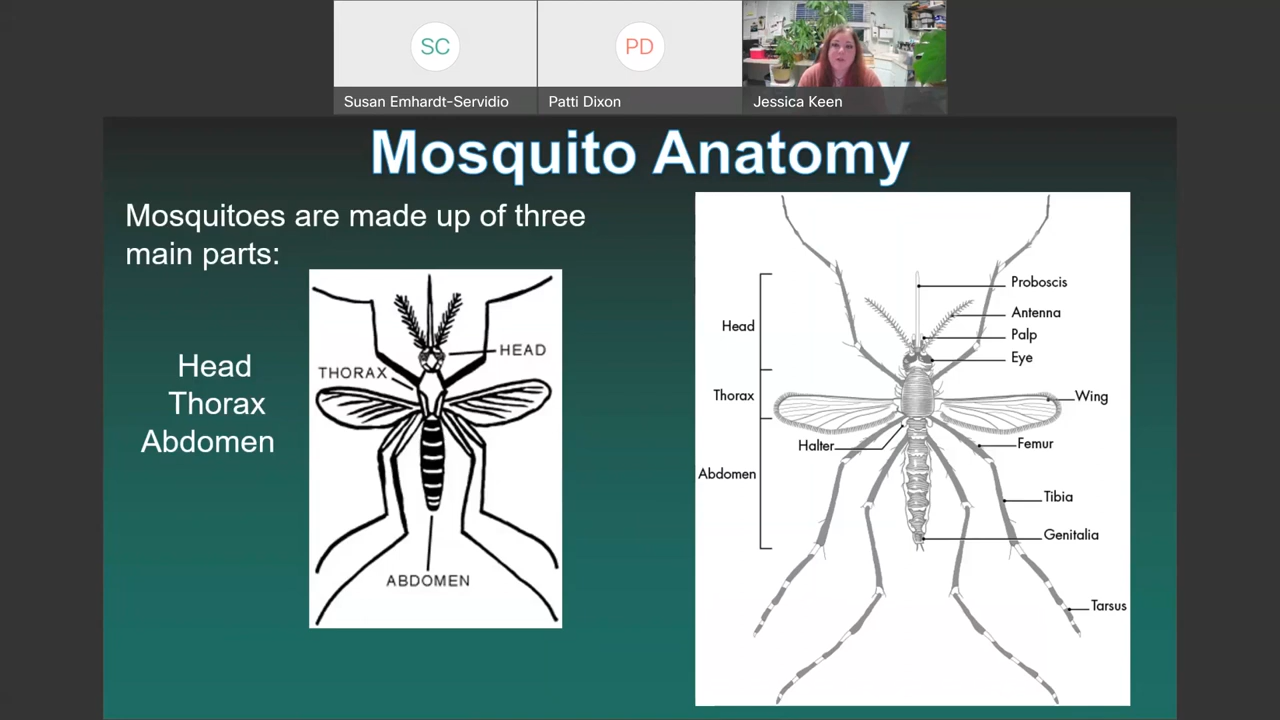 SC
PD
Susan Emhardt-Servidio
Patti Dixon
Jessica Keen
Mosquito Anatomy
Mosquitoes are made up of three
main parts:
Head
Thorax
Abdomen
HEAD
THORAX
ABDOMEN
Proboscis
Antenna
Head
Palp
Eye
Thorax
Wing
Halter
Femur
Abdomen
Tibia
Genitalia
Tarsus